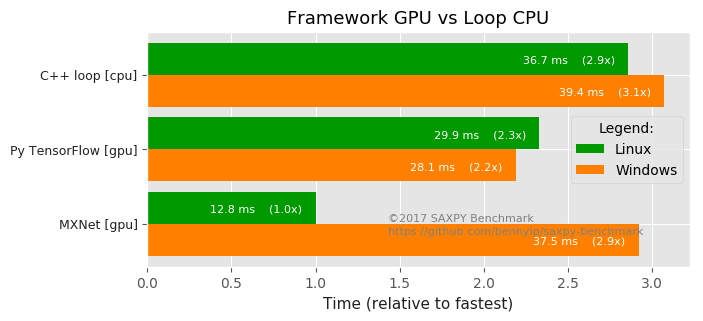 Framework GPU vs Loop CPU
C++ loop [cpu]
36.7 ms (2.9x)
39.4 ms (3.1x)
Py TensorFlow [gpu]
29.9 ms (2.3x)
28.1 ms (2.2x)
Legend:
Linux
Windows
MXNet [gpu]
12.8 ms (1.0x)
37.5 ms (2.9x)
©2017 SAXPY Benchmark
https://github.com/bennylp/saxpy-benchmark
0.0 0.5 1.0 1.5 2.0 2.5 3.0
Time (relative to fastest)